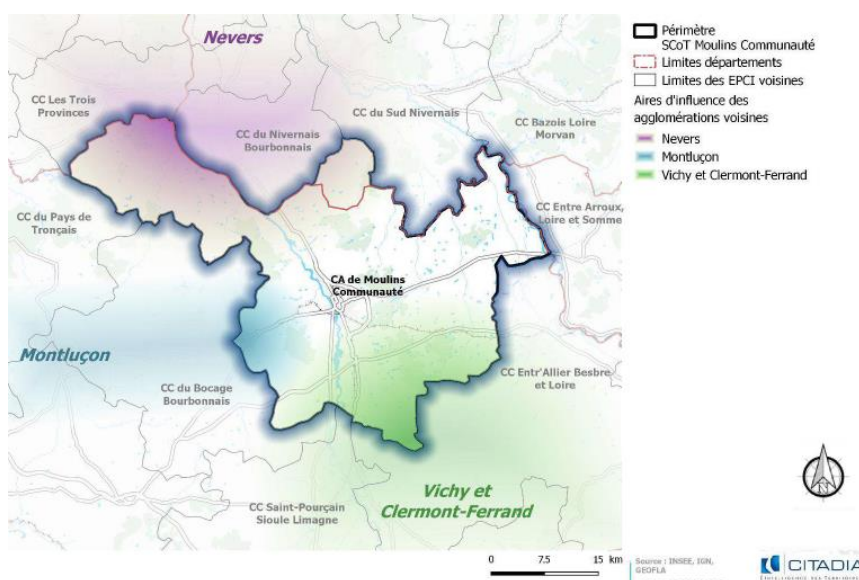 Nevers
CC Les Trois
Provinces
CC du Nivernais
Bourbonnais
CC du Sud Nivernais
CC Bazois Loire
Morvan
CC du Pays de
Tronçais
CC Entre Arroux,
Loire et Somme
CA de Moulins
Communauté
Montluçon
CC du Bocage
Bourbonnais
CC Entr'Allier Besbre
et Loire
Vichy et
Clermont-Ferrand
CC Saint-Pourçain
Sioule Limagne
0 7.5 15 km
Périmètre
SCoT Moulins Communauté
Limites départements
Limites des EPCI voisines
Aires d'influence des
agglomérations voisines
Nevers
Montluçon
Vichy et Clermont-Ferrand
N
Source : INSEE, IGN,
GEOFLA
CITADIA